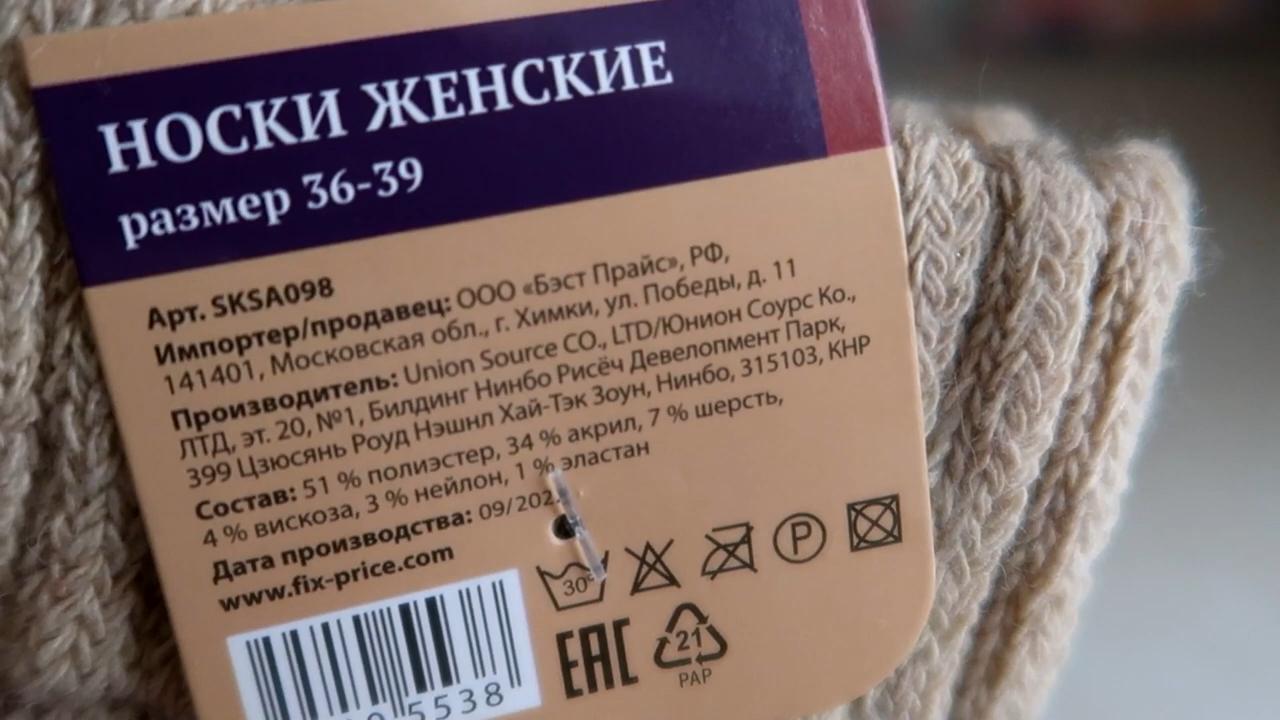 НОСКИ ЖЕНСКИЕ
размер 36-39
Арт. SKSA098
Импортер/продавец: ООО «Бэст Прайс», РФ,
141401, Московская обл., г. Химки, ул. Победы, д. 11
Производитель: Union Source CO., LTD/Юнион Соурс Ко.,
ЛТД, эт. 20, №1, Билдинг Нинбо Рисёч Девелопмент Парк,
399 Цзюсянь Роуд Нэшнл Хай-Тэк Зоун, Нинбо, 315103, КНР
Состав: 51 % полиэстер, 34 % акрил, 7 % шерсть,
4 % вискоза, 3 % нейлон, 1 % эластан
Дата производства:
www.fix-price.com
30° P
EAC 21
PAP
5538